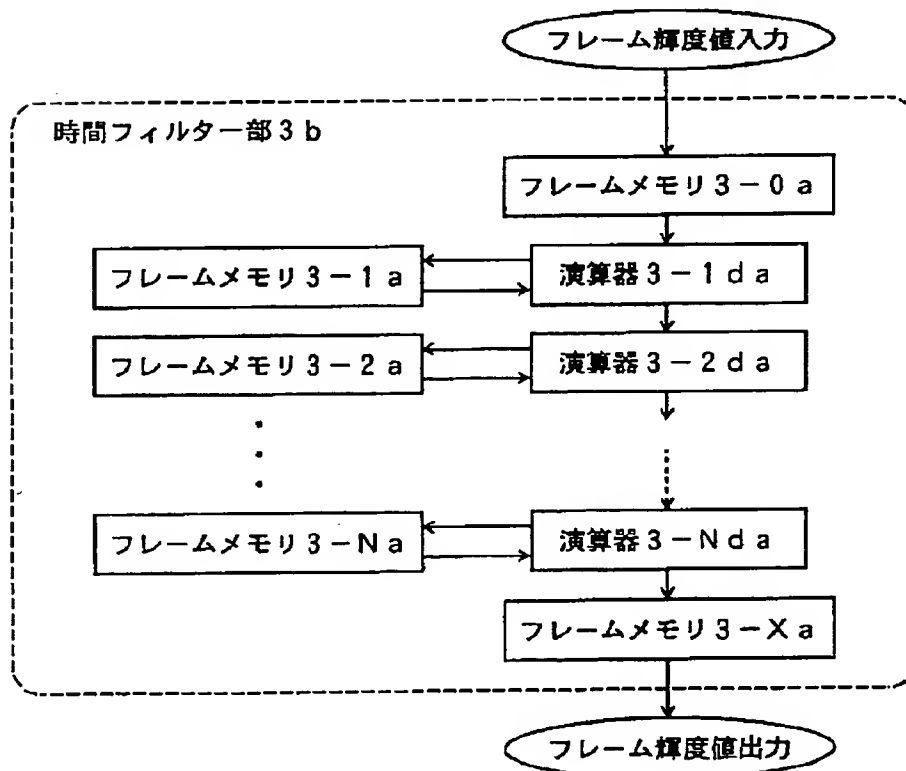 フレーム輝度値入力
時間フィルター部3b
フレームメモリ3-0a
フレームメモリ3-1a
演算器3-1da
フレームメモリ3-2a
演算器3-2da
フレームメモリ3-Na
演算器3-Nda
フレームメモリ3-Xa
フレーム輝度値出力